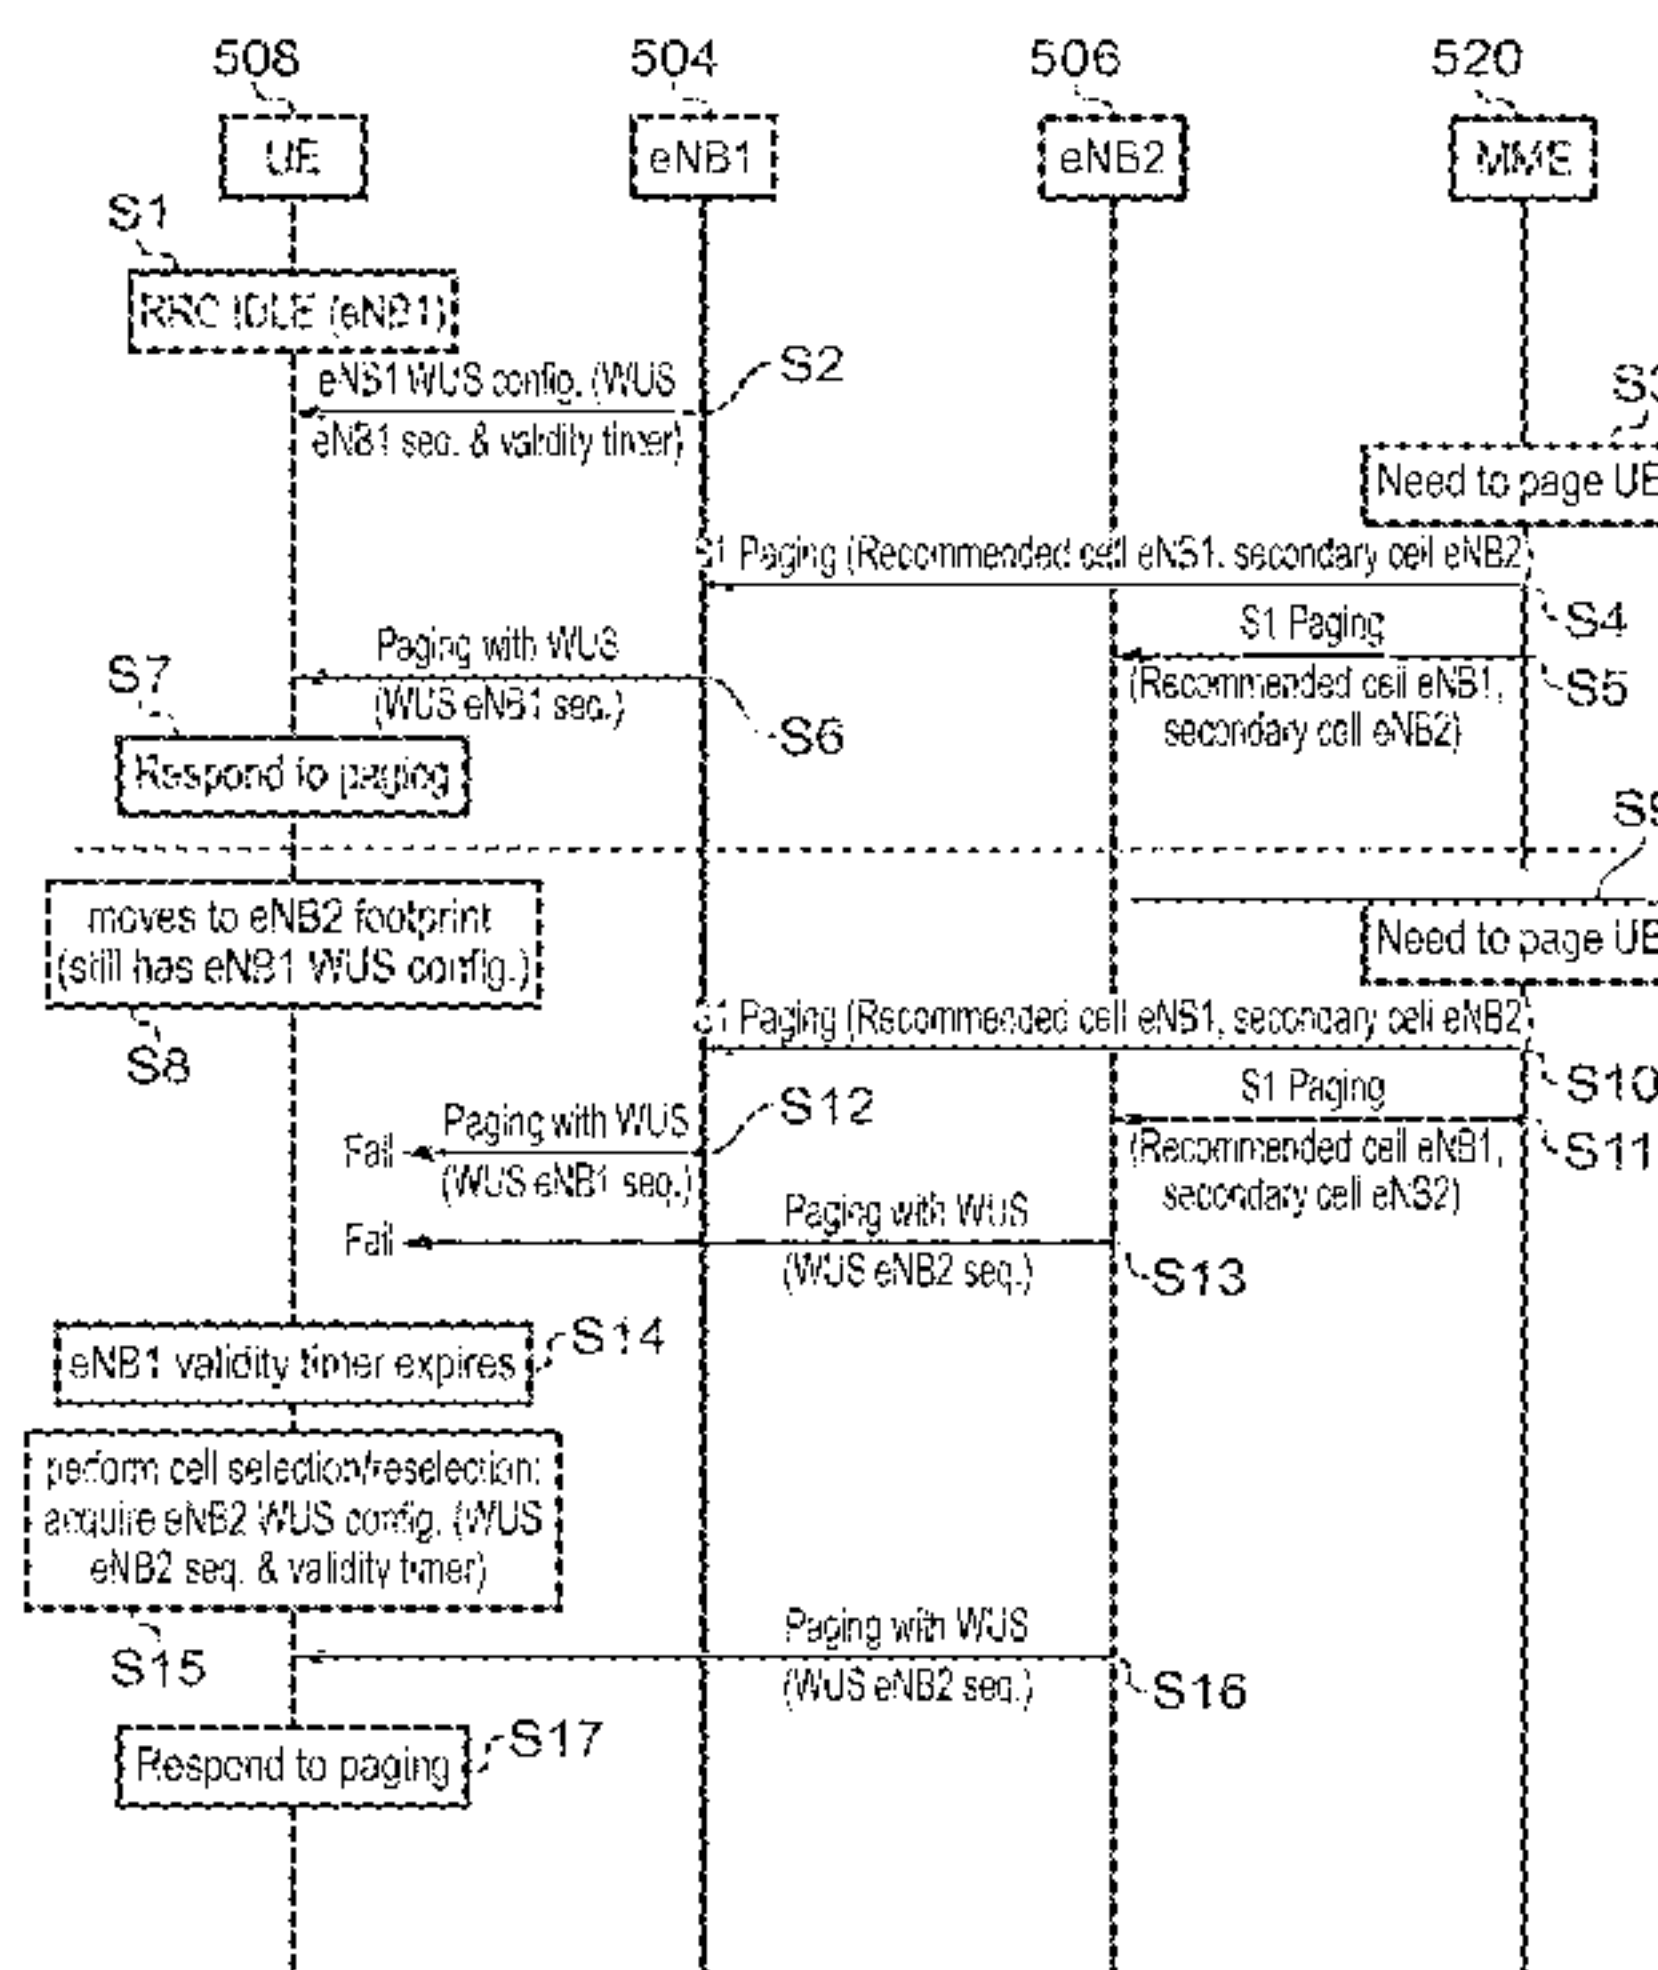 508 504 506 520
UE eNB1 eNB2 MME
S1
RRC IDLE (eNB1)
S2
eNB1 WUS config. (WUS
eNB1 seq. & validity timer)
S3
Need to page UE
S1 Paging (Recommended cell eNB1, secondary cell eNB2)
S4
S1 Paging
(Recommended cell eNB1,
secondary cell eNB2)
S5
Paging with WUS
(WUS eNB1 seq.)
S6
S7
Respond to paging
S9
moves to eNB2 footprint
(still has eNB1 WUS config.)
S8
Need to page UE
S1 Paging (Recommended cell eNB1, secondary cell eNB2)
S10
S1 Paging
(Recommended cell eNB1,
secondary cell eNB2)
S11
S12
Paging with WUS
Fail
(WUS eNB1 seq.)
Paging with WUS
Fail
(WUS eNB2 seq.)
S13
eNB1 validity timer expires
S14
perform cell selection/reselection:
acquire eNB2 WUS config. (WUS
eNB2 seq. & validity timer)
S15
Paging with WUS
(WUS eNB2 seq.)
S16
Respond to paging
S17